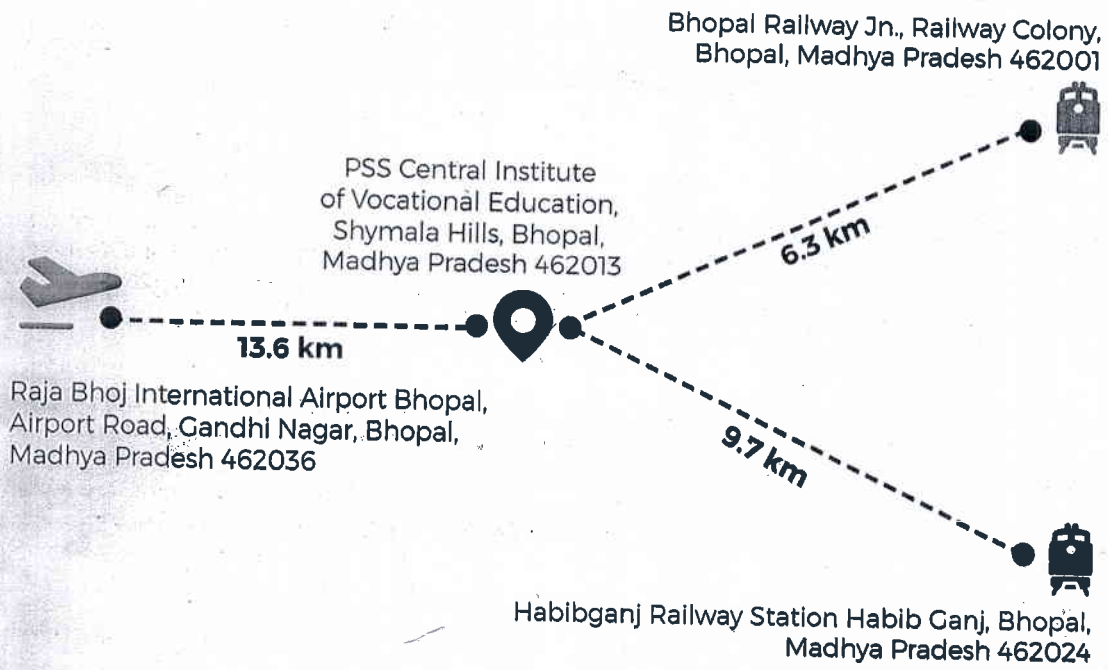 Bhopal Railway Jn., Railway Colony,
Bhopal, Madhya Pradesh 462001
PSS Central Institute
of Vocational Education,
Shymala Hills, Bhopal,
Madhya Pradesh 462013
6.3 km
13.6 km
Raja Bhoj International Airport Bhopal,
Airport Road, Gandhi Nagar, Bhopal,
Madhya Pradesh 462036
9.7 km
Habibganj Railway Station Habib Ganj, Bhopal,
Madhya Pradesh 462024